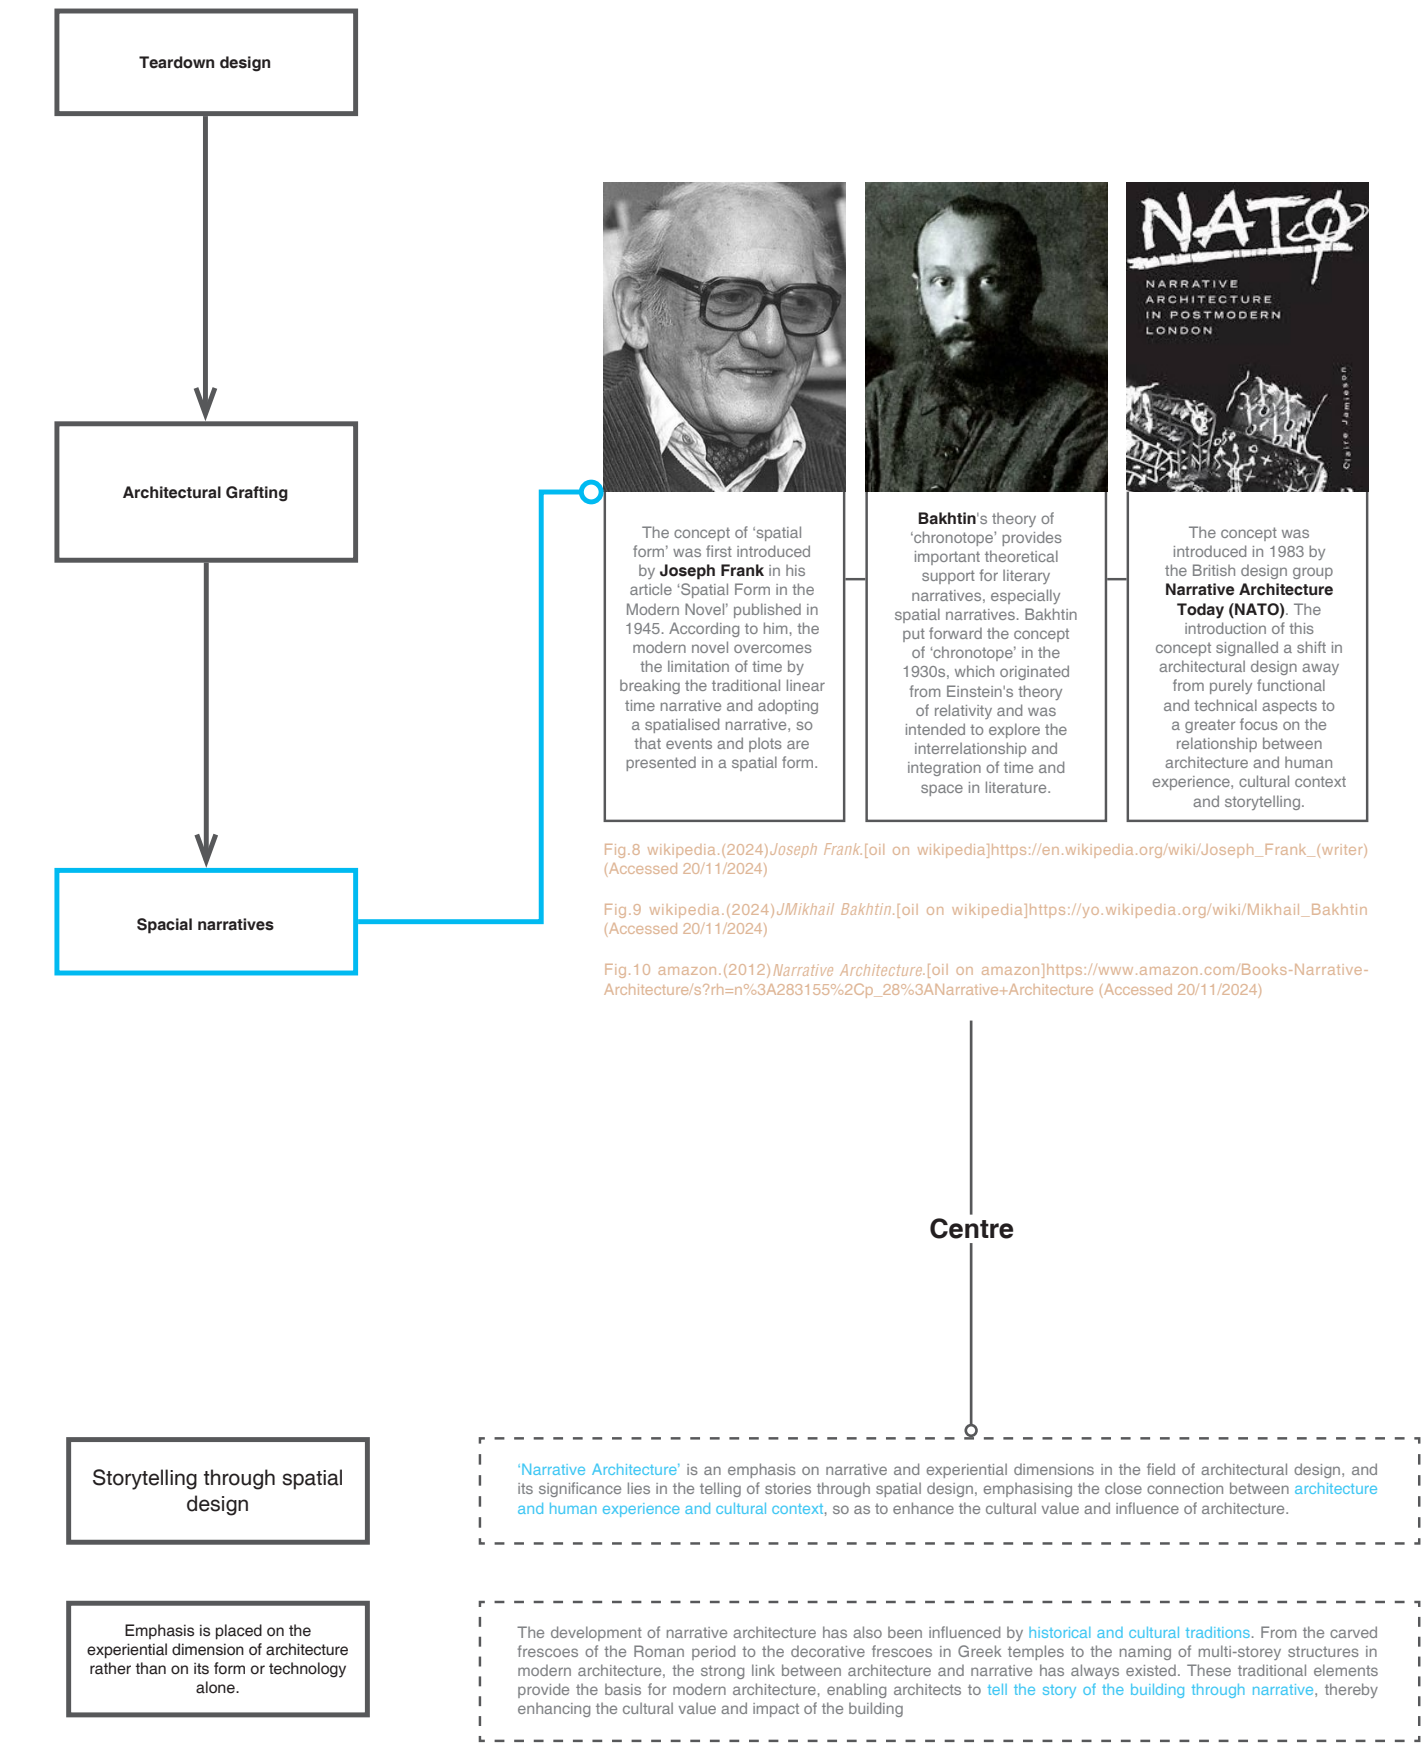 Teardown design
Architectural Grafting
Spacial narratives
NATO
NARRATIVE
ARCHITECTURE
IN POSTMODERN
LONDON
Claire Jamieson
The concept of ‘spatial
form’ was first introduced
by Joseph Frank in his
article ‘Spatial Form in the
Modern Novel’ published in
1945. According to him, the
modern novel overcomes
the limitation of time by
breaking the traditional linear
time narrative and adopting
a spatialised narrative, so
that events and plots are
presented in a spatial form.
Bakhtin's theory of
‘chronotope’ provides
important theoretical
support for literary
narratives, especially
spatial narratives. Bakhtin
put forward the concept
of ‘chronotope’ in the
1930s, which originated
from Einstein's theory
of relativity and was
intended to explore the
interrelationship and
integration of time and
space in literature.
The concept was
introduced in 1983 by
the British design group
Narrative Architecture
Today (NATO). The
introduction of this
concept signalled a shift in
architectural design away
from purely functional
and technical aspects to
a greater focus on the
relationship between
architecture and human
experience, cultural context
and storytelling.
Fig.8 wikipedia.(2024)Joseph Frank.[oil on wikipedia]https://en.wikipedia.org/wiki/Joseph_Frank_(writer)
(Accessed 20/11/2024)
Fig.9 wikipedia.(2024)JMikhail Bakhtin.[oil on wikipedia]https://yo.wikipedia.org/wiki/Mikhail_Bakhtin
(Accessed 20/11/2024)
Fig.10 amazon.(2012)Narrative Architecture.[oil on amazon]https://www.amazon.com/Books-Narrative-
Architecture/s?rh=n%3A283155%2Cp_28%3ANarrative+Architecture (Accessed 20/11/2024)
Centre
Storytelling through spatial
design
‘Narrative Architecture’ is an emphasis on narrative and experiential dimensions in the field of architectural design, and
its significance lies in the telling of stories through spatial design, emphasising the close connection between architecture
and human experience and cultural context, so as to enhance the cultural value and influence of architecture.
Emphasis is placed on the
experiential dimension of architecture
rather than on its form or technology
alone.
The development of narrative architecture has also been influenced by historical and cultural traditions. From the carved
frescoes of the Roman period to the decorative frescoes in Greek temples to the naming of multi-storey structures in
modern architecture, the strong link between architecture and narrative has always existed. These traditional elements
provide the basis for modern architecture, enabling architects to tell the story of the building through narrative, thereby
enhancing the cultural value and impact of the building